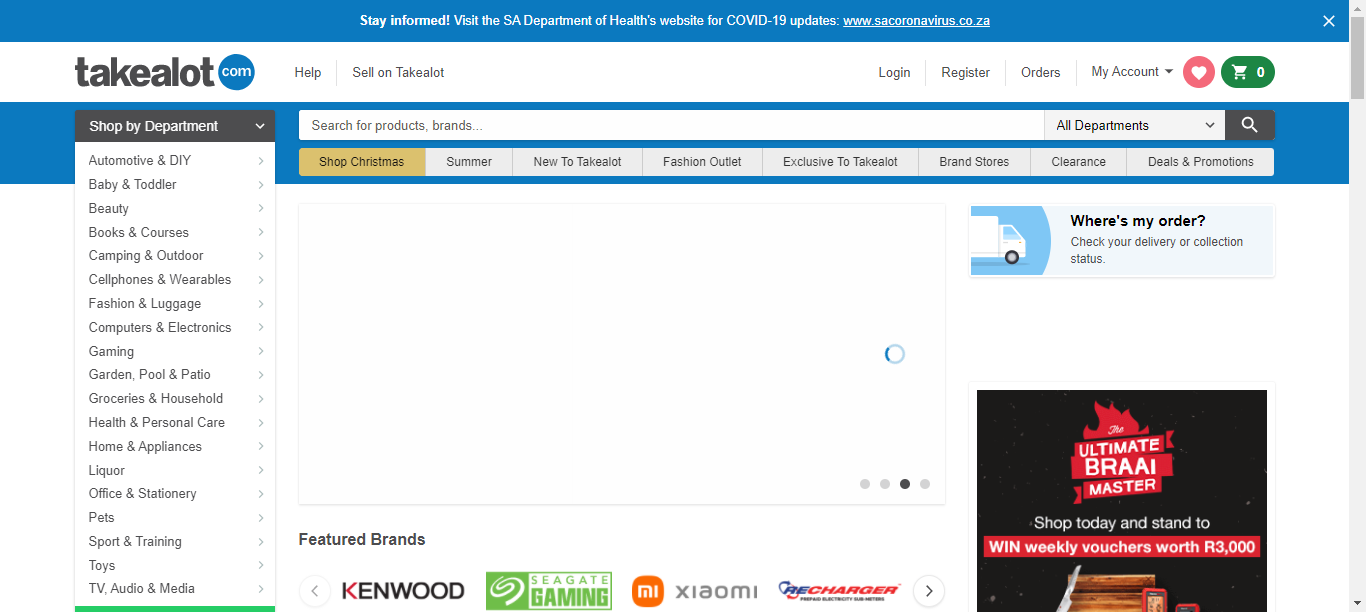 Stay informed! Visit the SA Department of Health's website for COVID-19 updates: www.sacoronavirus.co.za
takealot com
Help
Sell on Takealot
Login
Register
Orders
My Account
0
Shop by Department
Search for products, brands...
All Departments
Shop Christmas
Summer
New To Takealot
Fashion Outlet
Exclusive To Takealot
Brand Stores
Clearance
Deals & Promotions
Automotive & DIY
Baby & Toddler
Beauty
Books & Courses
Camping & Outdoor
Cellphones & Wearables
Fashion & Luggage
Computers & Electronics
Gaming
Garden, Pool & Patio
Groceries & Household
Health & Personal Care
Home & Appliances
Liquor
Office & Stationery
Pets
Sport & Training
Toys
TV, Audio & Media
Where's my order?
Check your delivery or collection
status.
The
ULTIMATE
BRAAI
MASTER
Shop today and stand to
WIN weekly vouchers worth R3,000
Featured Brands
KENWOOD
SEAGATE
GAMING
mi xiaomi
RECHARGER
PREPAID ELECTRICITY SUB-METERS